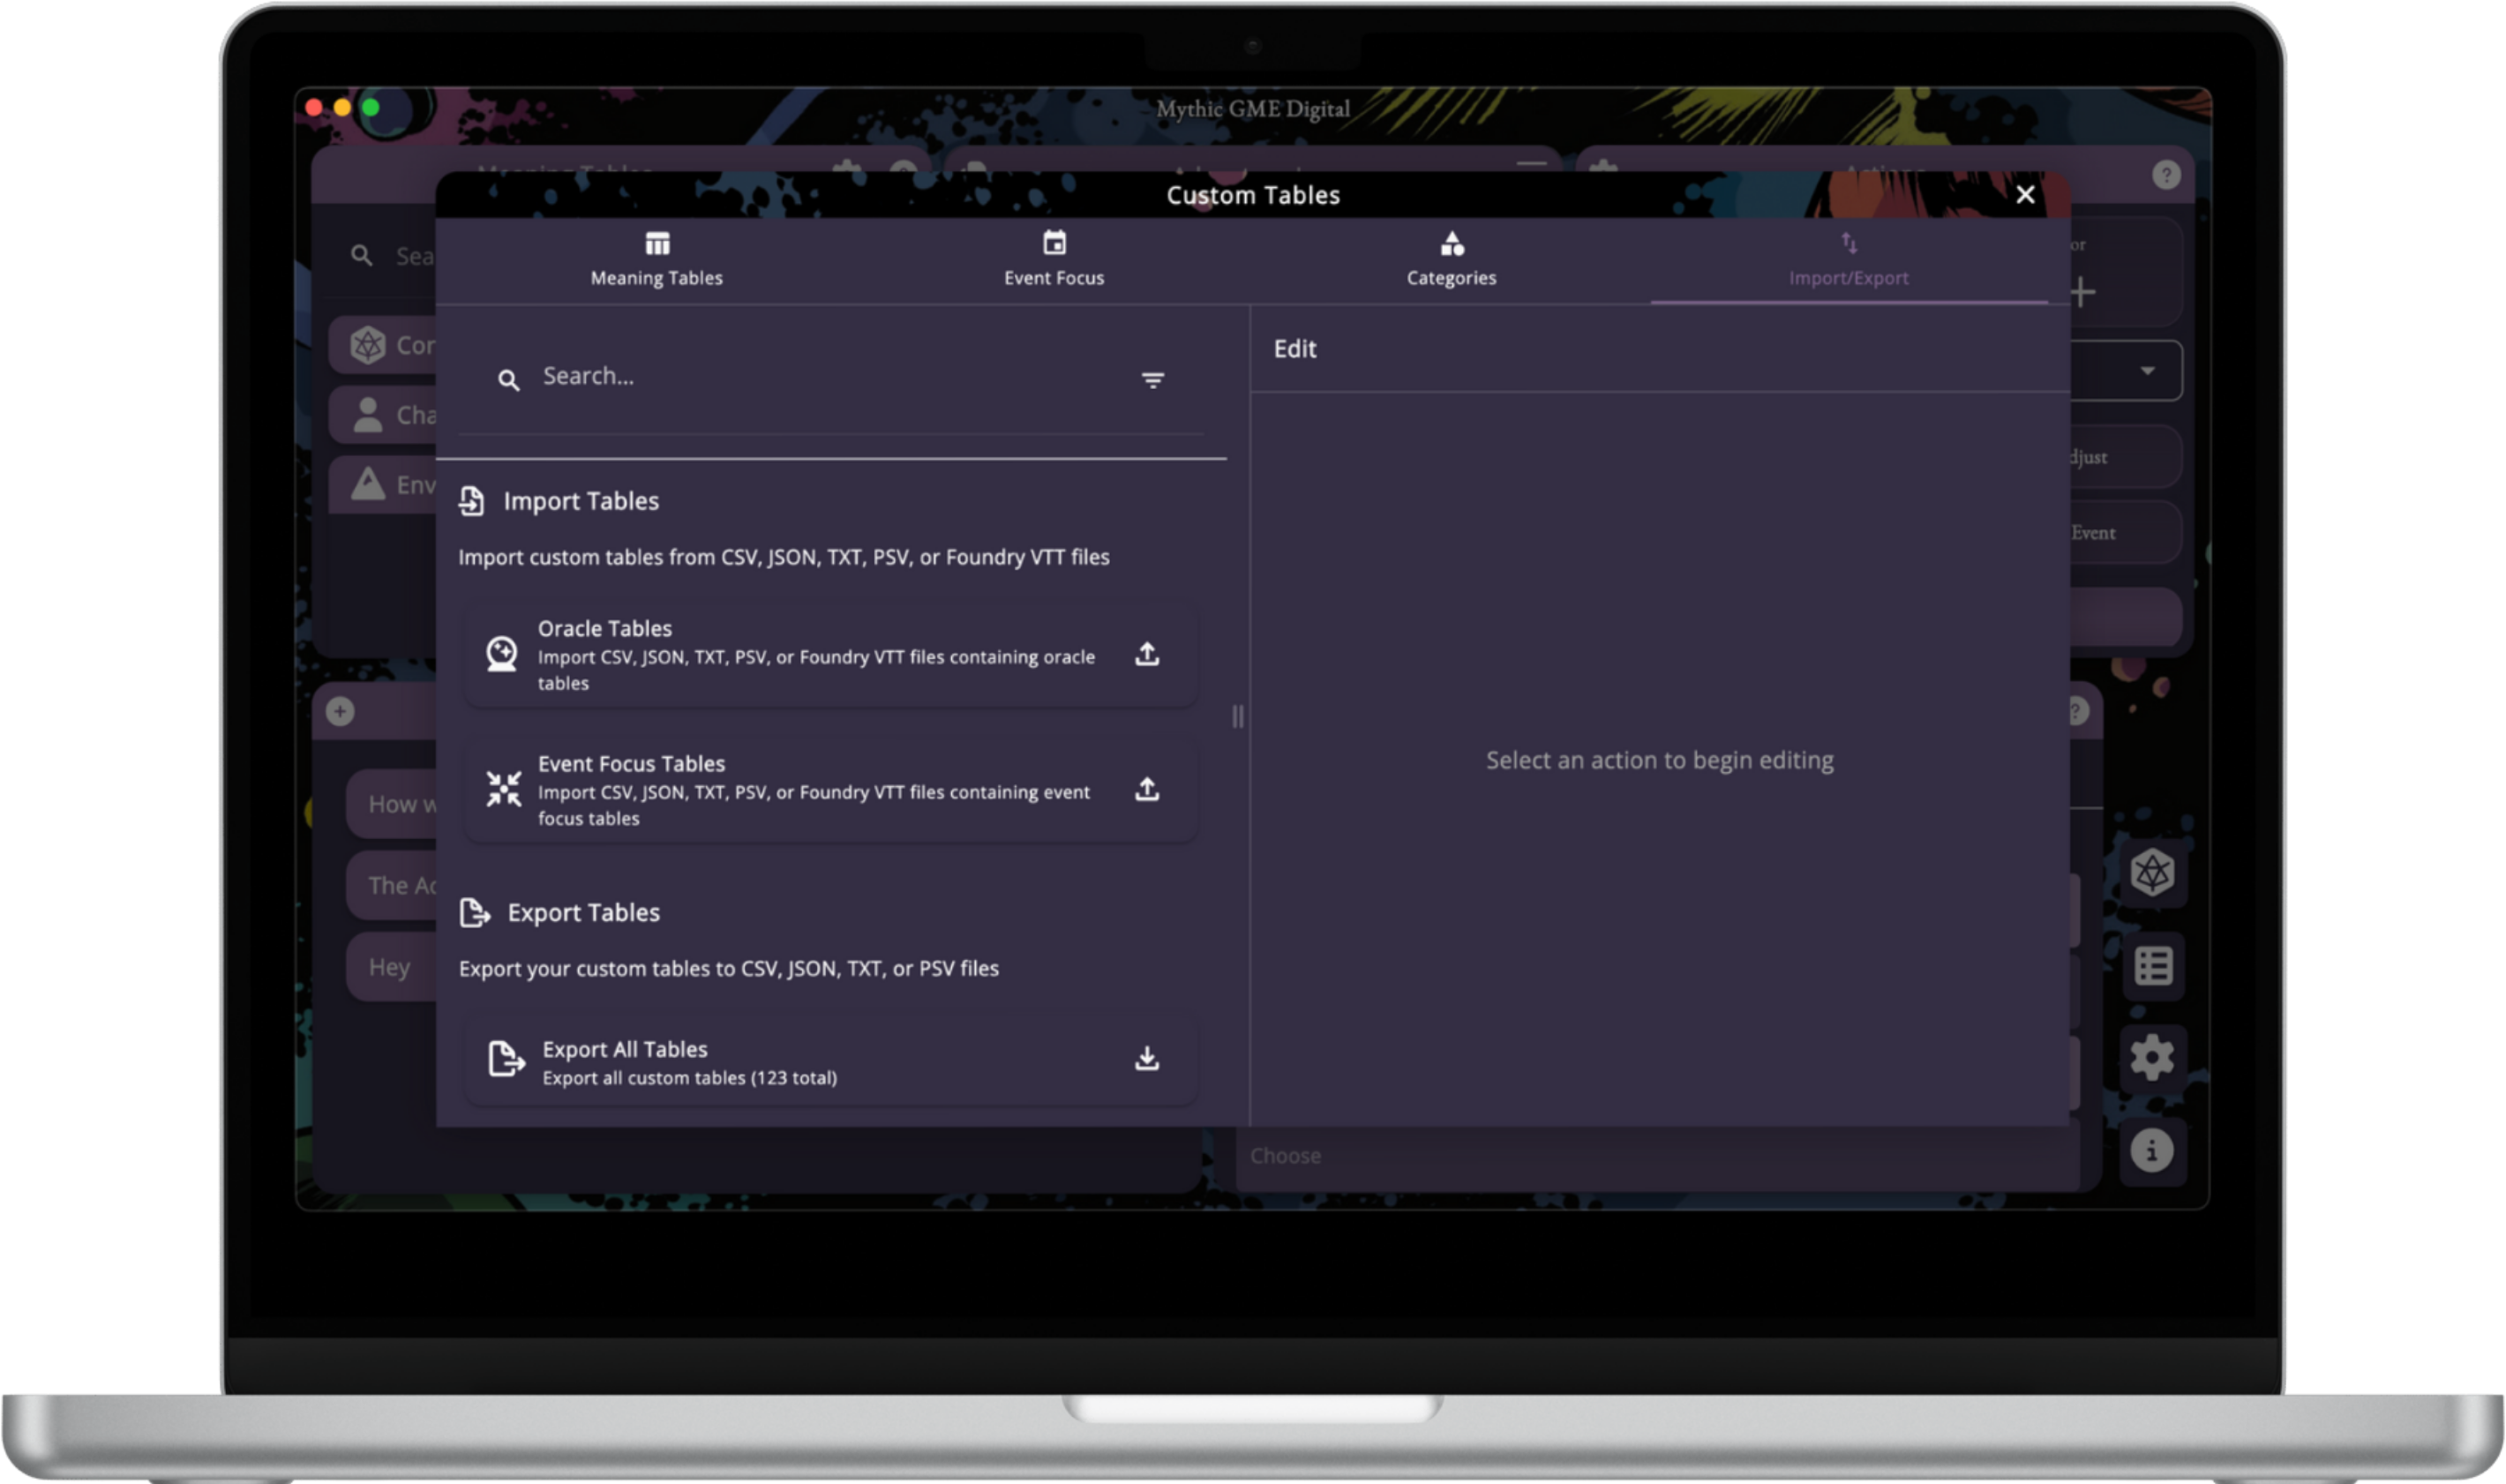 Mythic GME Digital
Custom Tables
Meaning Tables
Event Focus
Categories
Import/Export
Search...
Edit
Import Tables
Import custom tables from CSV, JSON, TXT, PSV, or Foundry VTT files
Oracle Tables
Import CSV, JSON, TXT, PSV, or Foundry VTT files containing oracle
tables
Event Focus Tables
Import CSV, JSON, TXT, PSV, or Foundry VTT files containing event
focus tables
Export Tables
Export your custom tables to CSV, JSON, TXT, or PSV files
Export All Tables
Export all custom tables (123 total)
Select an action to begin editing
Sea
Cha
Env
How
The
Hey
or
djust
Event
Choose